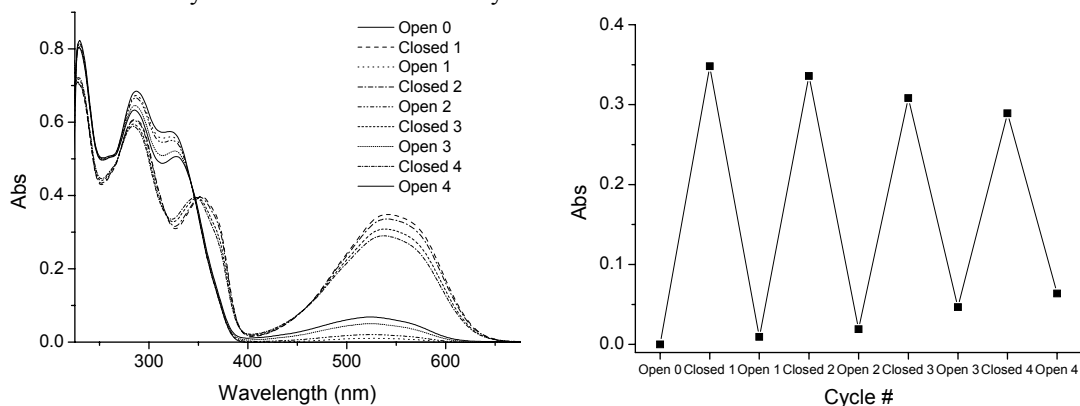 Abs
0.8
0.6
0.4
0.2
0.0
300
400
500
600
Wavelength (nm)
Open 0
Closed 1
Open 1
Closed 2
Open 2
Closed 3
Open 3
Closed 4
Open 4
Abs
0.4
0.3
0.2
0.1
0.0
Open 0 Closed 1 Open 1 Closed 2 Open 2 Closed 3 Open 3 Closed 4 Open 4
Cycle #